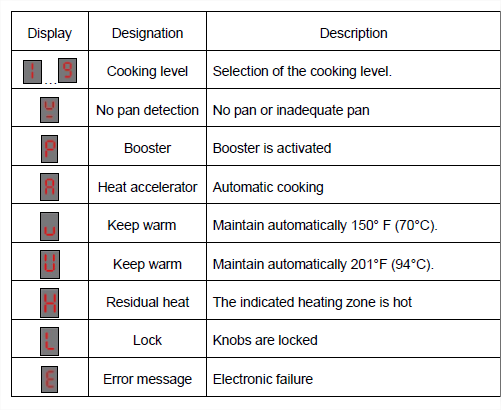 Display Designation Description
1 ... 9 Cooking level Selection of the cooking level.
U No pan detection No pan or inadequate pan
P Booster Booster is activated
A Heat accelerator Automatic cooking
u Keep warm Maintain automatically 150° F (70°C).
U Keep warm Maintain automatically 201°F (94°C).
H Residual heat The indicated heating zone is hot
L Lock Knobs are locked
E Error message Electronic failure